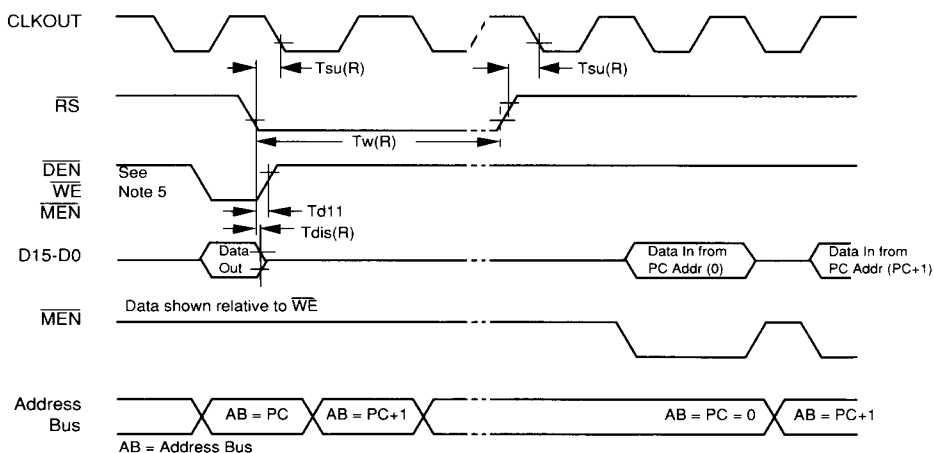 CLKOUT
Tsu(R)
Tsu(R)
RS
Tw(R)
DEN
WE
MEN
See
Note 5
Td11
Tdis(R)
D15-D0
Data
Out
Data In from
PC Addr (0)
Data In from
PC Addr (PC+1)
Data shown relative to WE
MEN
Address
Bus
AB = PC
AB = PC+1
AB = PC = 0
AB = PC+1
AB = Address Bus